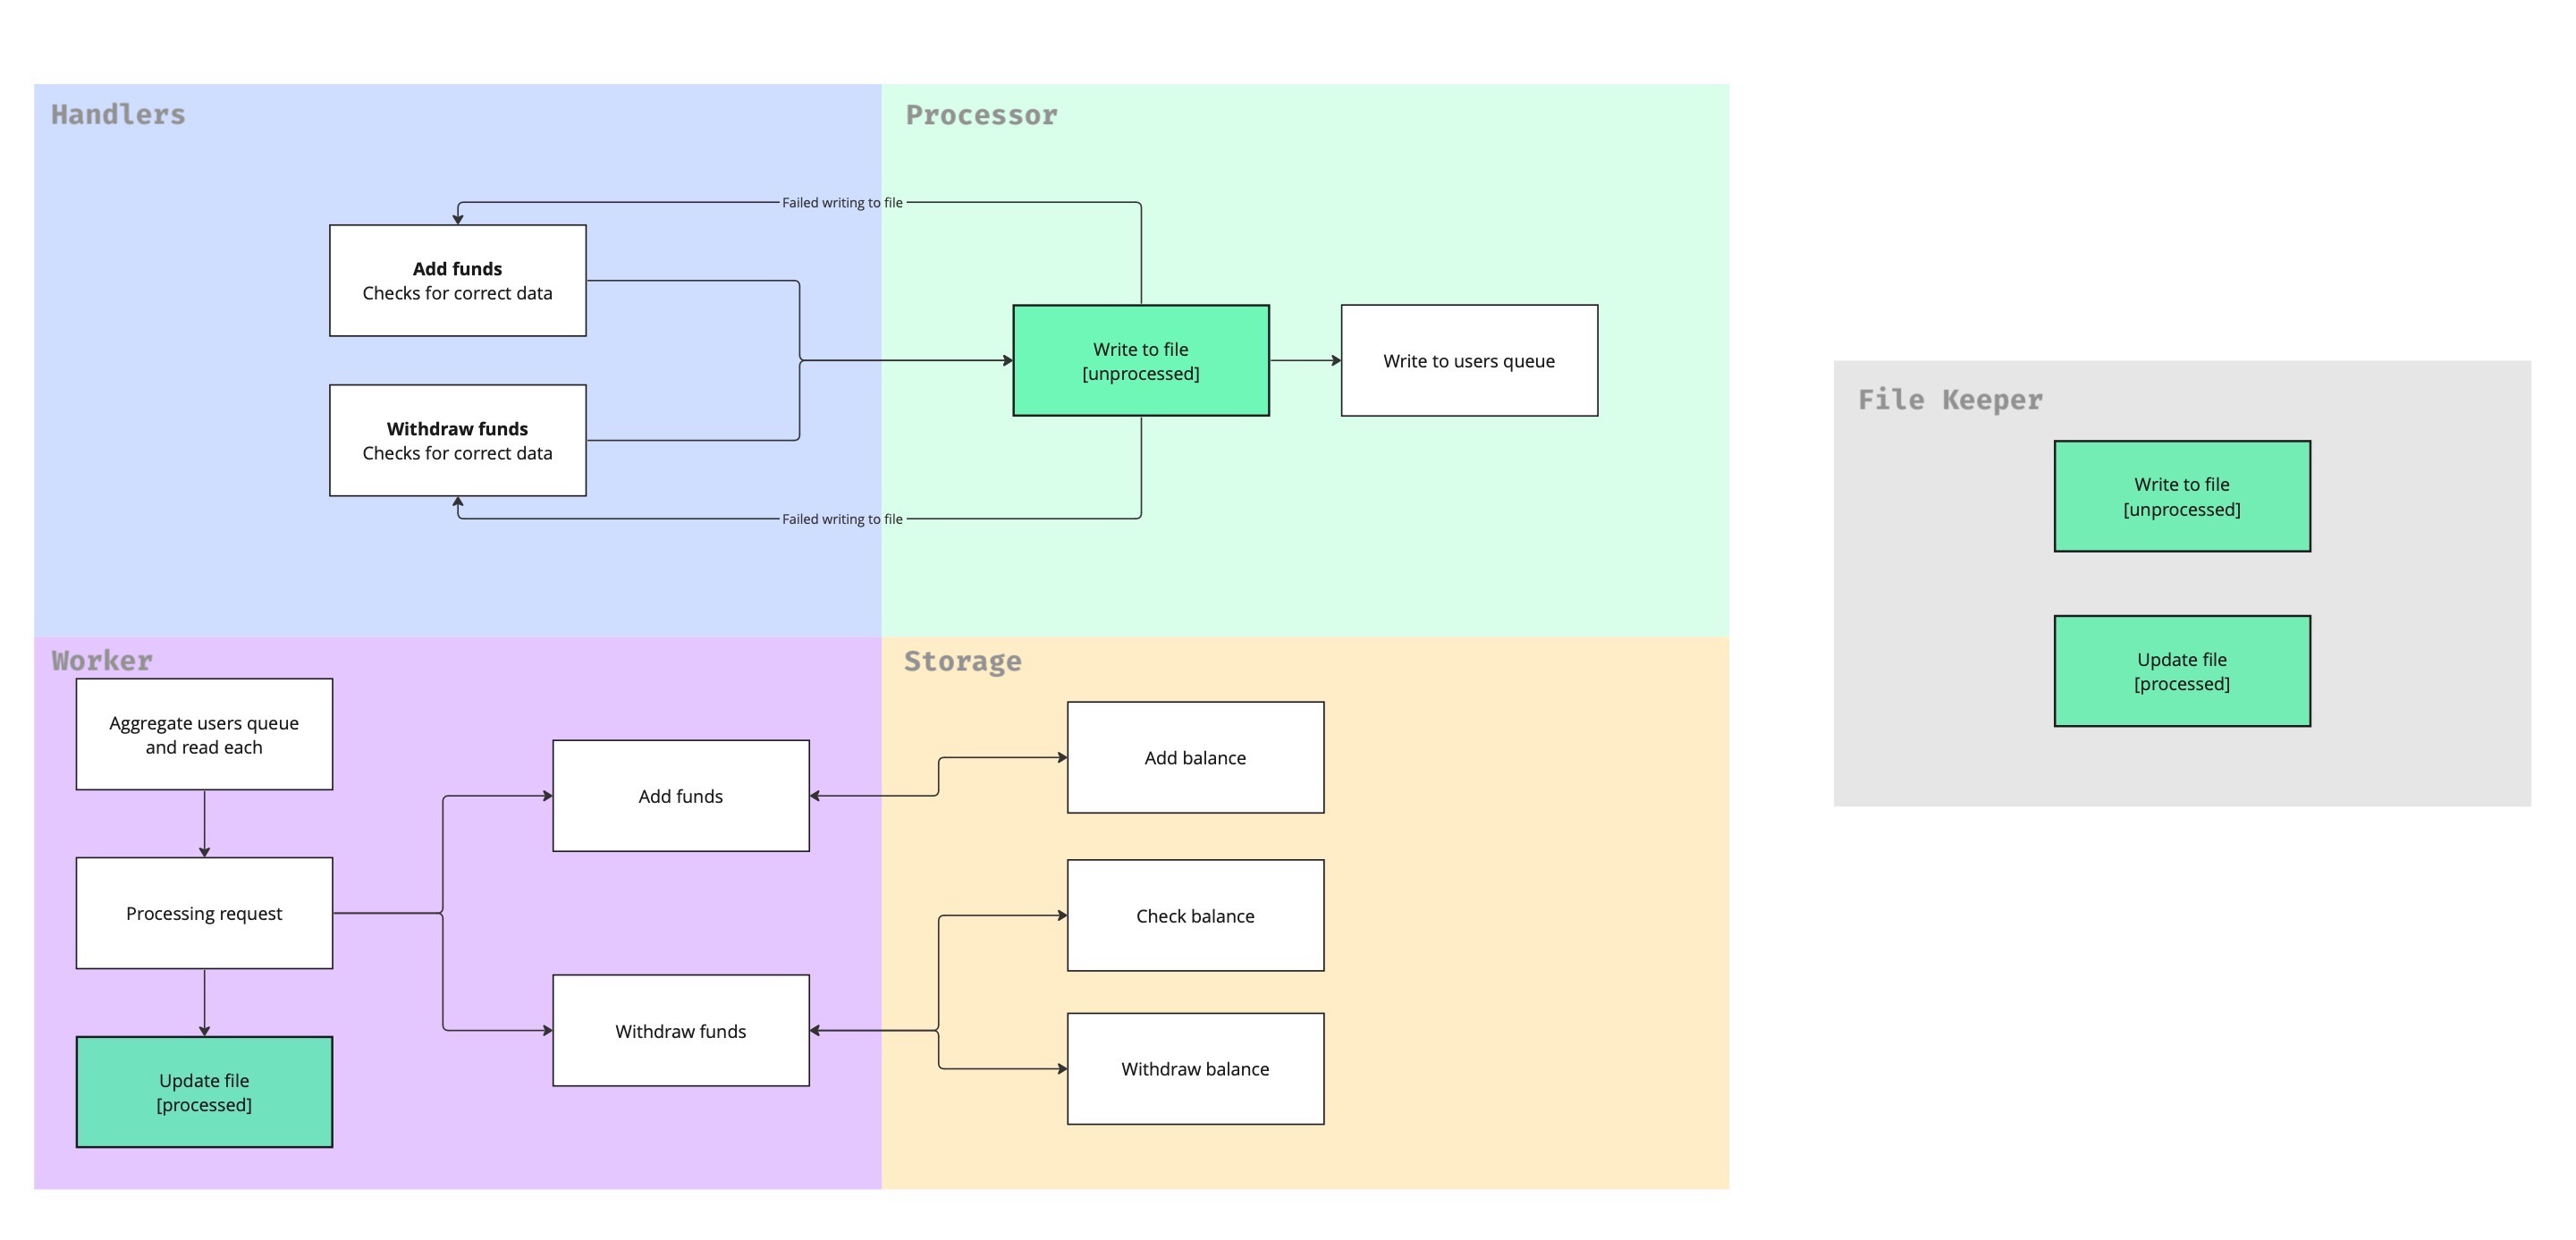 Handlers
Processor
Failed writing to file
Add funds
Checks for correct data
Write to file
[unprocessed]
Write to users queue
Withdraw funds
Checks for correct data
Failed writing to file
File Keeper
Write to file
[unprocessed]
Update file
[processed]
Worker
Aggregate users queue
and read each
Processing request
Update file
[processed]
Add funds
Withdraw funds
Storage
Add balance
Check balance
Withdraw balance